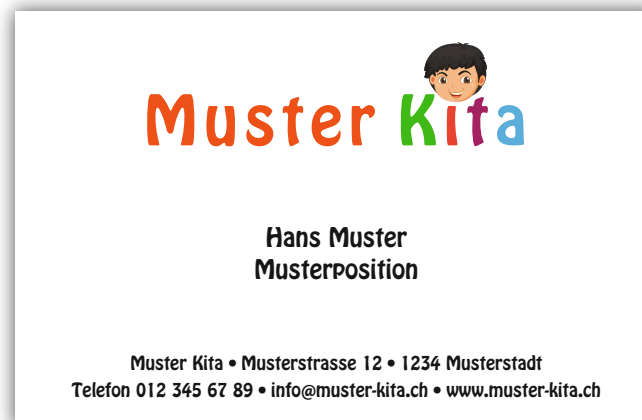 Muster Kita
Hans Muster
Musterposition
Muster Kita • Musterstrasse 12 • 1234 Musterstadt
Telefon 012 345 67 89 • info@muster-kita.ch • www.muster-kita.ch